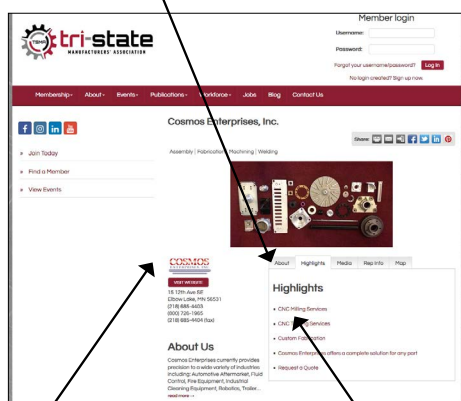 Member login
TSMA
tri-state
MANUFACTURERS' ASSOCIATION
Username:
Password:
Forgot your username/password? Log In
No login created? Sign up now.
Membership About Events Publications Workforce Jobs Blog Contact Us
Cosmos Enterprises, Inc.
Share:
Assembly | Fabrication | Machining | Welding
» Join Today
» Find a Member
» View Events
COSMOS
ENTERPRISES, INC.
VISIT WEBSITE
18 12th Ave SE
Elbow Lake, MN 56531
(218) 685-4403
(800) 726-1965
(218) 685-4404 (fax)
About Us
Cosmos Enterprises currently provides
precision to a wide variety of industries
including: Automotive Aftermarket, Fluid
Control, Fire Equipment, Industrial
Cleaning Equipment, Robotics, Trailer...
read more →
About Highlights Media Rep Info Map
Highlights
• CNC Milling Services
• CNC Services
• Custom Fabrication
• Cosmos Enterprises offers a complete solution for any part
• Request a Quote